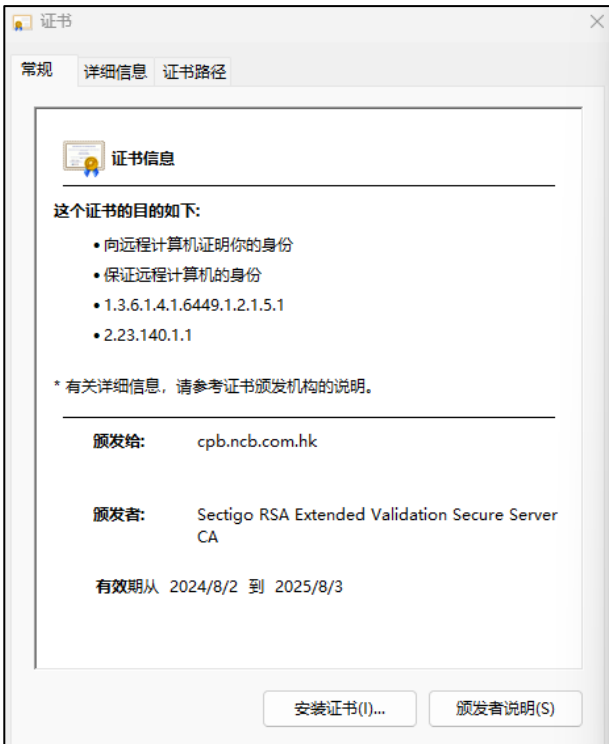 证书
常规 详细信息 证书路径
证书信息
这个证书的目的如下:
• 向远程计算机证明你的身份
• 保证远程计算机的身份
• 1.3.6.1.4.1.6449.1.2.1.5.1
• 2.23.140.1.1
* 有关详细信息，请参考证书颁发机构的说明。
颁发给: cpb.ncb.com.hk
颁发者: Sectigo RSA Extended Validation Secure Server
CA
有效期从 2024/8/2 到 2025/8/3
安装证书(I)... 颁发者说明(S)